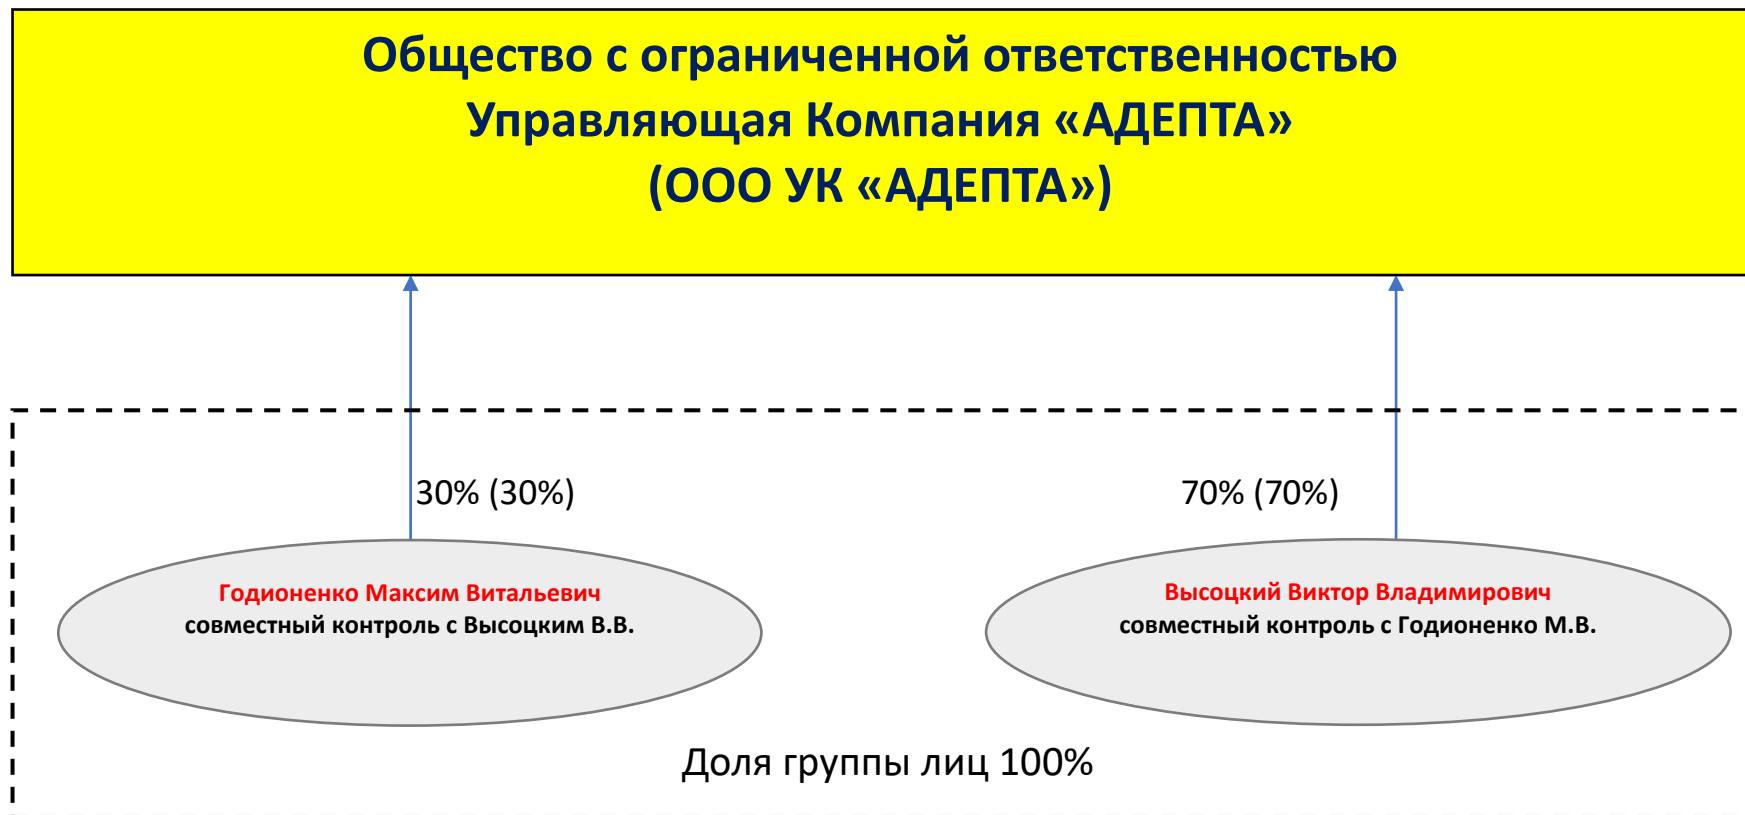 Общество с ограниченной ответственностью
Управляющая Компания «АДЕПТА»
(ООО УК «АДЕПТА»)
30% (30%)
70% (70%)
Годионенко Максим Витальевич
совместный контроль с Высоцким В.В.
Высоцкий Виктор Владимирович
совместный контроль с Годионенко М.В.
Доля группы лиц 100%